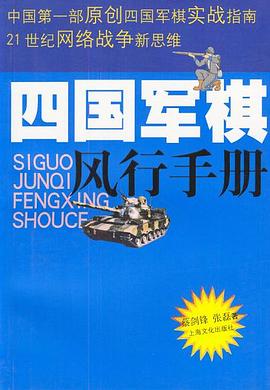 中国第一部原创四国军棋实战指南
21世纪网络战争新思维
四国军棋
SIGUO
JUNQI
FENGXING
SHOUCE
风行手册
蔡剑锋 张磊著
上海文化出版社